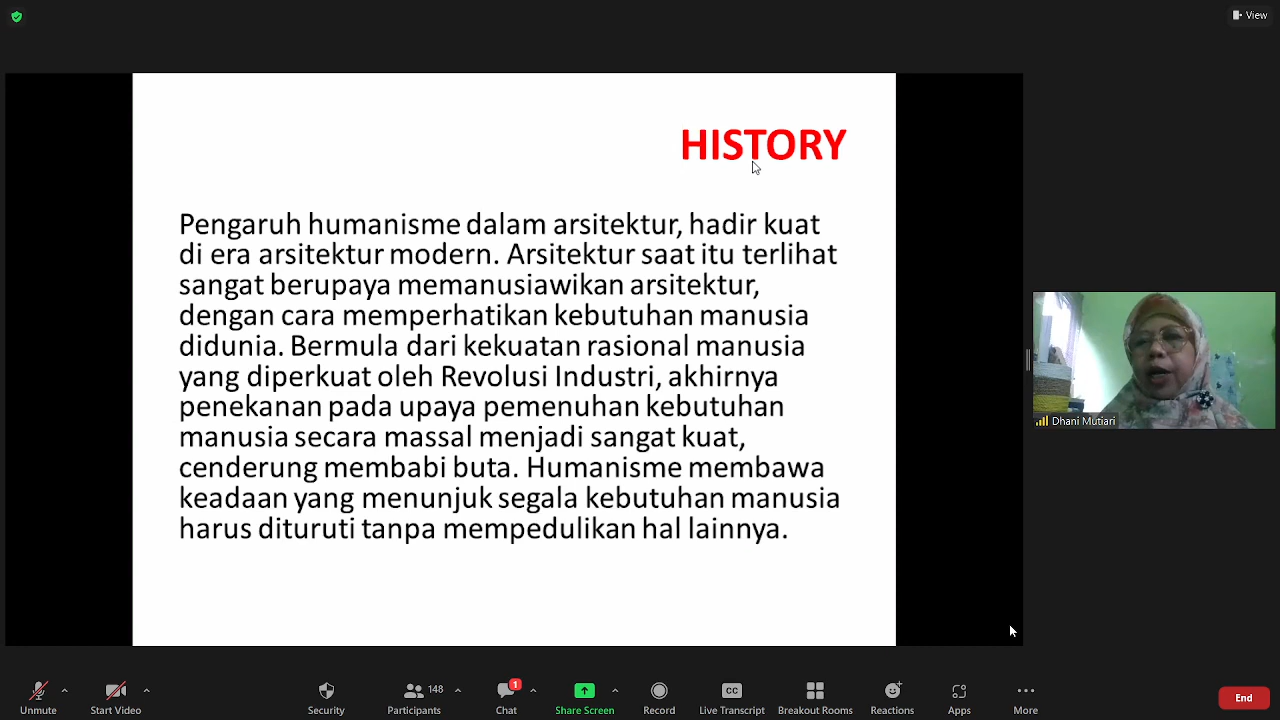 View
HISTORY
Pengaruh humanisme dalam arsitektur, hadir kuat
di era arsitektur modern. Arsitektur saat itu terlihat
sangat berupaya memanusiawikan arsitektur,
dengan cara memperhatikan kebutuhan manusia
didunia. Bermula dari kekuatan rasional manusia
yang diperkuat oleh Revolusi Industri, akhirnya
penekanan pada upaya pemenuhan kebutuhan
manusia secara massal menjadi sangat kuat,
cenderung membabi buta. Humanisme membawa
keadaan yang menunjuk segala kebutuhan manusia
harus dituruti tanpa mempedulikan hal lainnya.
Dhani Mutiari
148
1
CC
Unmute
Start Video
Security
Participants
Chat
Share Screen
Record
Live Transcript
Breakout Rooms
Reactions
Apps
More
End